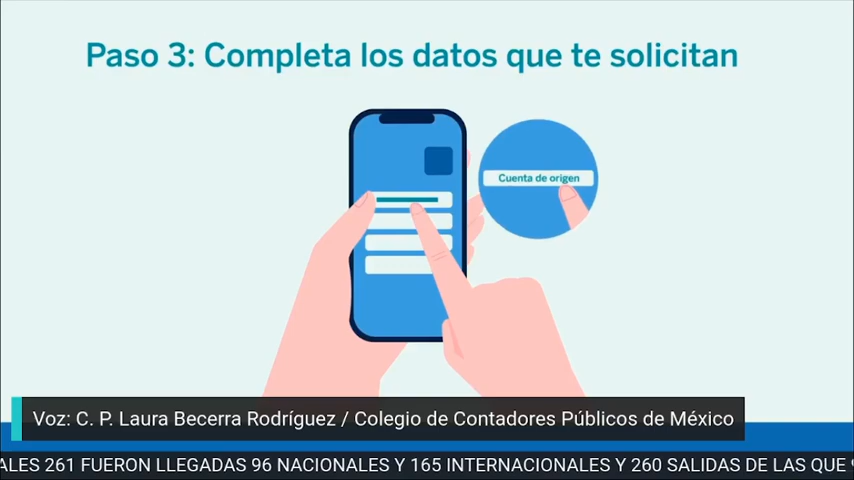 Paso 3: Completa los datos que te solicitan
Cuenta de origen
Voz: C. P. Laura Becerra Rodríguez / Colegio de Contadores Públicos de México
ALES 261 FUERON LLEGADAS 96 NACIONALES Y 165 INTERNACIONALES Y 260 SALIDAS DE LAS QUE